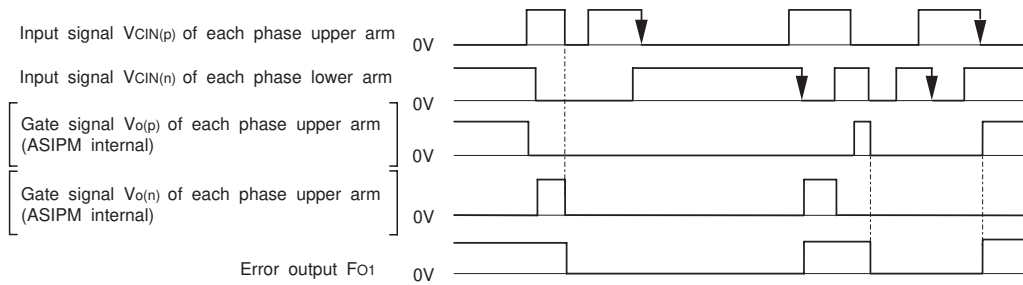 Input signal VCIN(p) of each phase upper arm 0V
Input signal VCIN(n) of each phase lower arm 0V
Gate signal Vo(p) of each phase upper arm
(ASIPM internal) 0V
Gate signal Vo(n) of each phase upper arm
(ASIPM internal) 0V
Error output FO1 0V